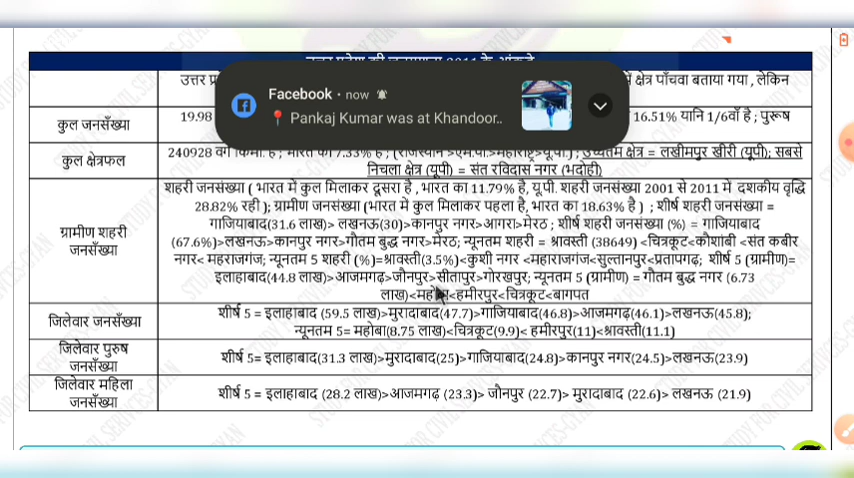 उत्तर प्रदेश की जनगणना 2011 के आंकड़े
उत्तर प्र
में क्षेत्र पाँचवा बताया गया , लेकिन
Facebook • now
📍 Pankaj Kumar was at Khandoor..
कुल जनसँख्या
19.98
16.51% यानि 1/6वाँ है ; पुरूष
कुल क्षेत्रफल
240928 वर्ग किमी. है ; भारत का 7.33% है ; (राजस्थान >एम.पी>महाराष्ट्र>यू.पी.) ; उच्चतम क्षेत्र = लखीमपुर खीरी (यूपी); सबसे
निचला क्षेत्र (यूपी) = संत रविदास नगर (भदोही)
ग्रामीण शहरी
जनसँख्या
शहरी जनसंख्या ( भारत में कुल मिलाकर दूसरा है , भारत का 11.79% है, यू.पी. शहरी जनसंख्या 2001 से 2011 में दशकीय वृद्धि
28.82% रही ); ग्रामीण जनसंख्या (भारत में कुल मिलाकर पहला है, भारत का 18.63% है ) ; शीर्ष शहरी जनसंख्या =
गाजियाबाद(31.6 लाख)> लखनऊ(30)>कानपुर नगर>आगरा>मेरठ ; शीर्ष शहरी जनसंख्या (%) = गाजियाबाद
(67.6%)>लखनऊ>कानपुर नगर>गौतम बुद्ध नगर>मेरठ; न्यूनतम शहरी = श्रावस्ती (38649) <चित्रकूट<कौशांबी <संत कबीर
नगर< महराजगंज; न्यूनतम 5 शहरी (%)=श्रावस्ती(3.5%)<कुशी नगर <महाराजगंज<सुल्तानपुर<प्रतापगढ़; शीर्ष 5 (ग्रामीण)=
इलाहाबाद(44.8 लाख)>आजमगढ़>जौनपुर>सीतापुर>गोरखपुर; न्यूनतम 5 (ग्रामीण) = गौतम बुद्ध नगर (6.73
लाख)<महोबा<हमीरपुर<चित्रकूट<बागपत
जिलेवार जनसँख्या
शीर्ष 5 = इलाहाबाद (59.5 लाख)>मुरादाबाद(47.7)>गाजियाबाद(46.8)>आजमगढ़(46.1)>लखनऊ(45.8);
न्यूनतम 5= महोबा(8.75 लाख)<चित्रकूट(9.9)< हमीरपुर(11)<श्रावस्ती(11.1)
जिलेवार पुरुष
जनसँख्या
शीर्ष 5= इलाहाबाद(31.3 लाख)>मुरादाबाद(25)>गाजियाबाद(24.8)>कानपुर नगर(24.5)>लखनऊ(23.9)
जिलेवार महिला
जनसँख्या
शीर्ष 5 = इलाहाबाद (28.2 लाख)>आजमगढ़ (23.3)> जौनपुर (22.7)> मुरादाबाद (22.6)> लखनऊ (21.9)